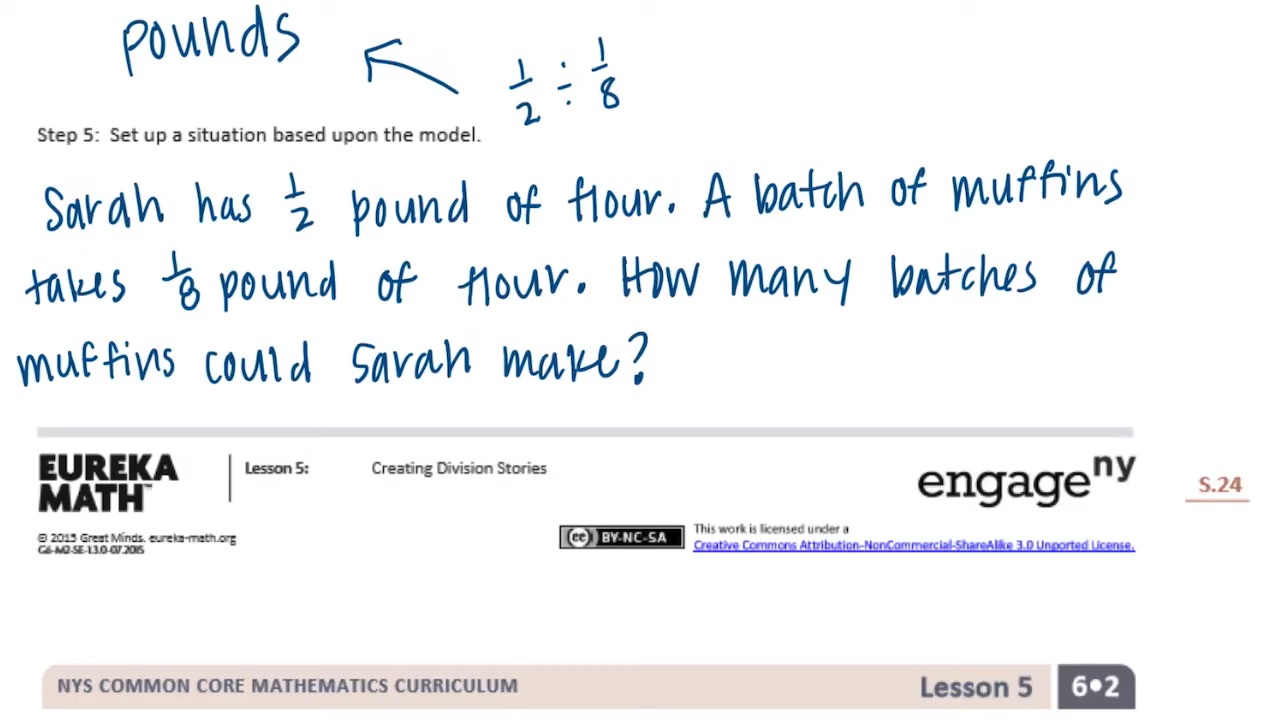 pounds
1/2 ÷ 1/8
Step 5: Set up a situation based upon the model.
Sarah has 1/2 pound of flour. A batch of muffins
takes 1/8 pound of flour. How many batches of
muffins could Sarah make?
EUREKA
MATH™
Lesson 5: Creating Division Stories
engageny
S.24
© 2015 Great Minds. eureka-math.org
G6-M2-SE-1.3.0-07.2015
cc BY-NC-SA
This work is licensed under a
Creative Commons Attribution-NonCommercial-ShareAlike 3.0 Unported License.
NYS COMMON CORE MATHEMATICS CURRICULUM
Lesson 5
6•2